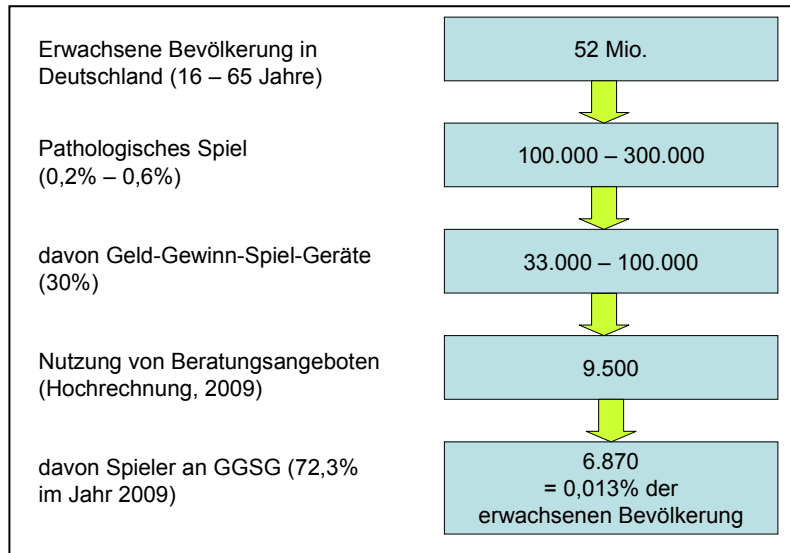 Erwachsene Bevölkerung in
Deutschland (16 – 65 Jahre)
52 Mio.
Pathologisches Spiel
(0,2% – 0,6%)
100.000 – 300.000
davon Geld-Gewinn-Spiel-Geräte
(30%)
33.000 – 100.000
Nutzung von Beratungsangeboten
(Hochrechnung, 2009)
9.500
davon Spieler an GGSG (72,3%
im Jahr 2009)
6.870
= 0,013% der
erwachsenen Bevölkerung